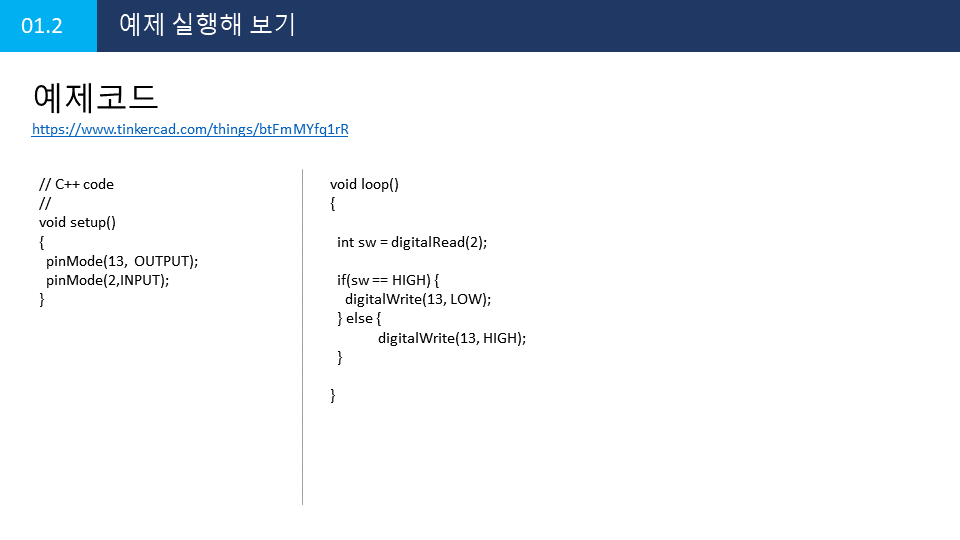 01.2
예제 실행해 보기
예제코드
https://www.tinkercad.com/things/btFmMYfq1rR
// C++ code
//
void setup()
{
  pinMode(13,  OUTPUT);
  pinMode(2,INPUT);
}
void loop()
{
  int sw = digitalRead(2);
  if(sw == HIGH) {
    digitalWrite(13, LOW);
  } else {
          digitalWrite(13, HIGH);
  }
}